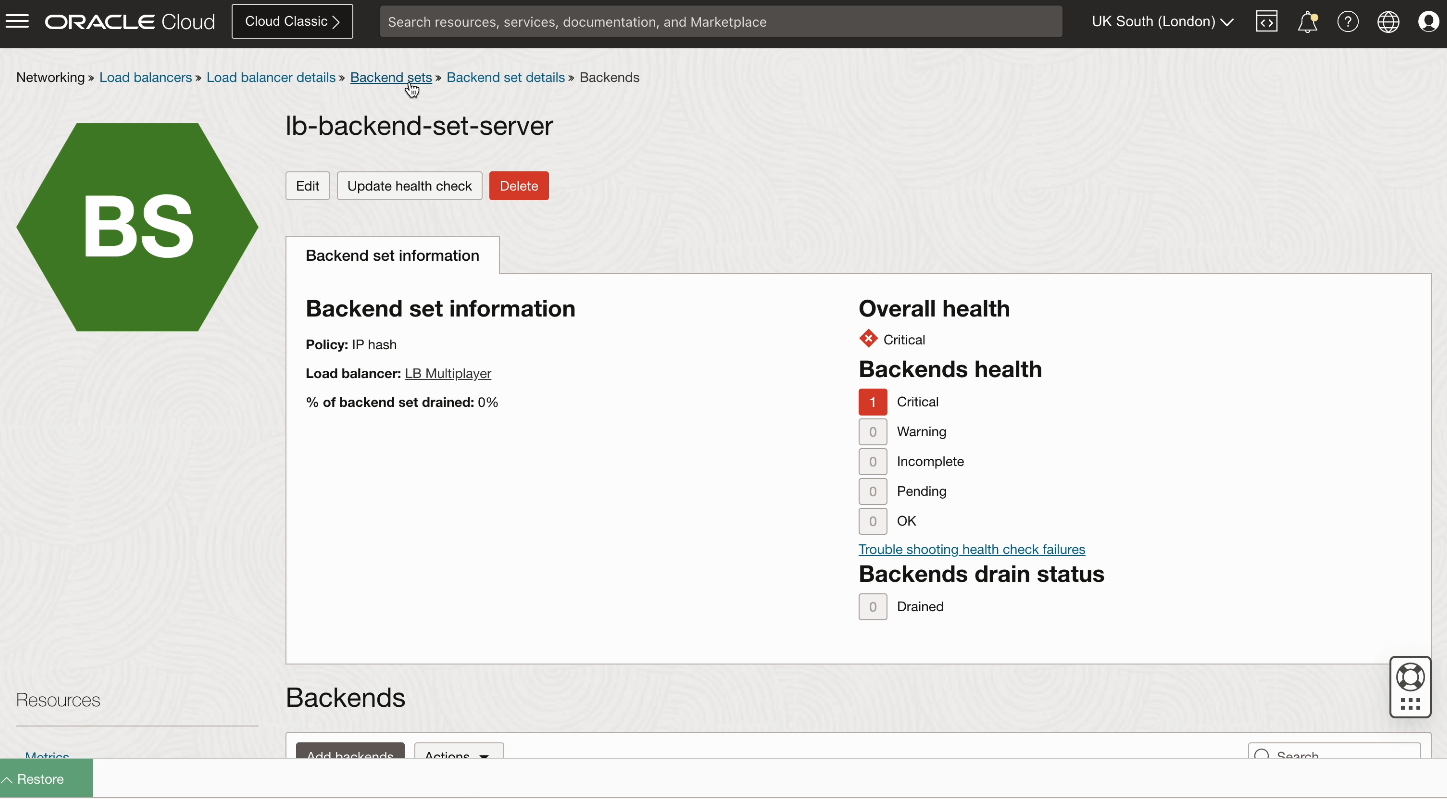 ORACLE Cloud Cloud Classic Search resources, services, documentation, and Marketplace UK South (London)
Networking » Load balancers » Load balancer details » Backend sets » Backend set details » Backends
BS
lb-backend-set-server
Edit Update health check Delete
Backend set information
Backend set information
Policy: IP hash
Load balancer: LB Multiplayer
% of backend set drained: 0%
Overall health
Critical
Backends health
1 Critical
0 Warning
0 Incomplete
0 Pending
0 OK
Trouble shooting health check failures
Backends drain status
0 Drained
Resources
Metrics
Backends
Add backends Actions Search
Restore